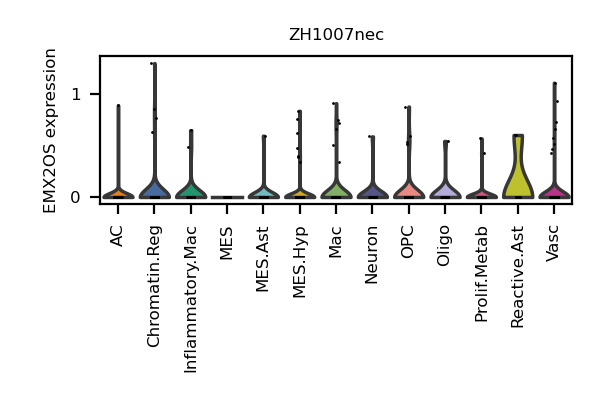 ZH1007nec
EMX2OS expression
1
0
AC
Chromatin.Reg
Inflammatory.Mac
MES
MES.Ast
MES.Hyp
Mac
Neuron
OPC
Oligo
Prolif.Metab
Reactive.Ast
Vasc